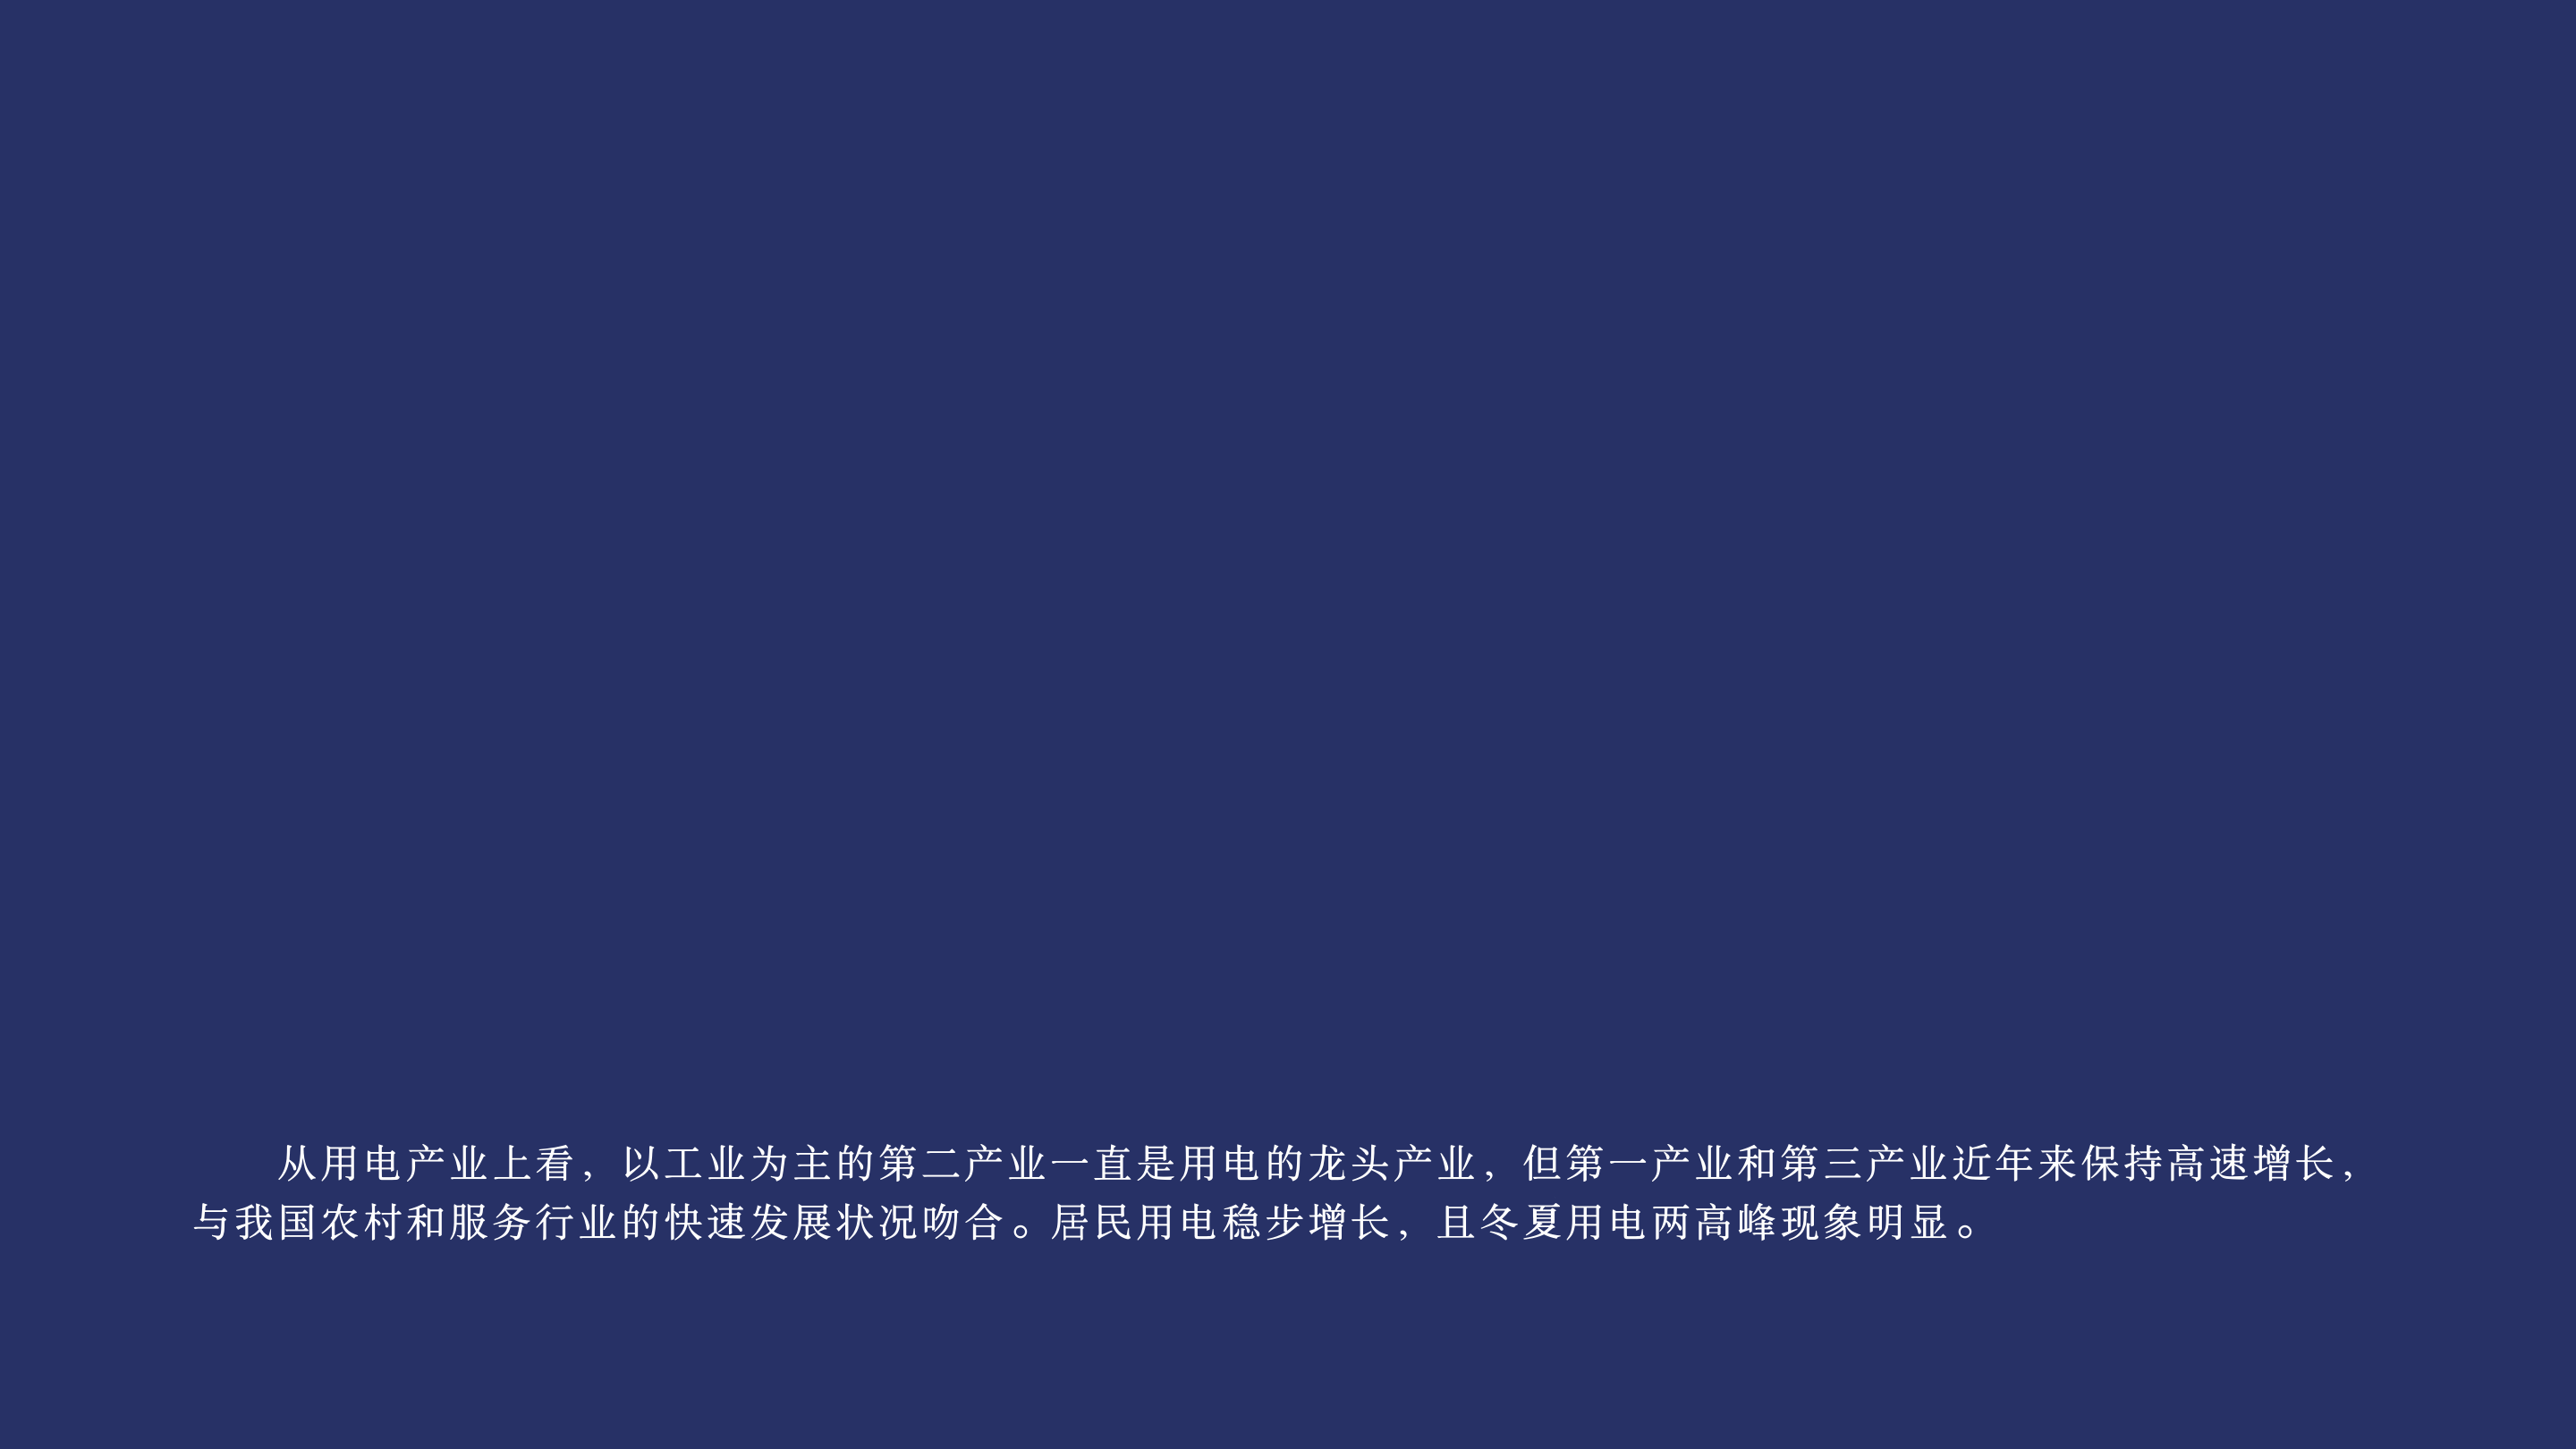 从用电产业上看，以工业为主的第二产业一直是用电的龙头产业，但第一产业和第三产业近年来保持高速增长，
与我国农村和服务行业的快速发展状况吻合。居民用电稳步增长，且冬夏用电两高峰现象明显。